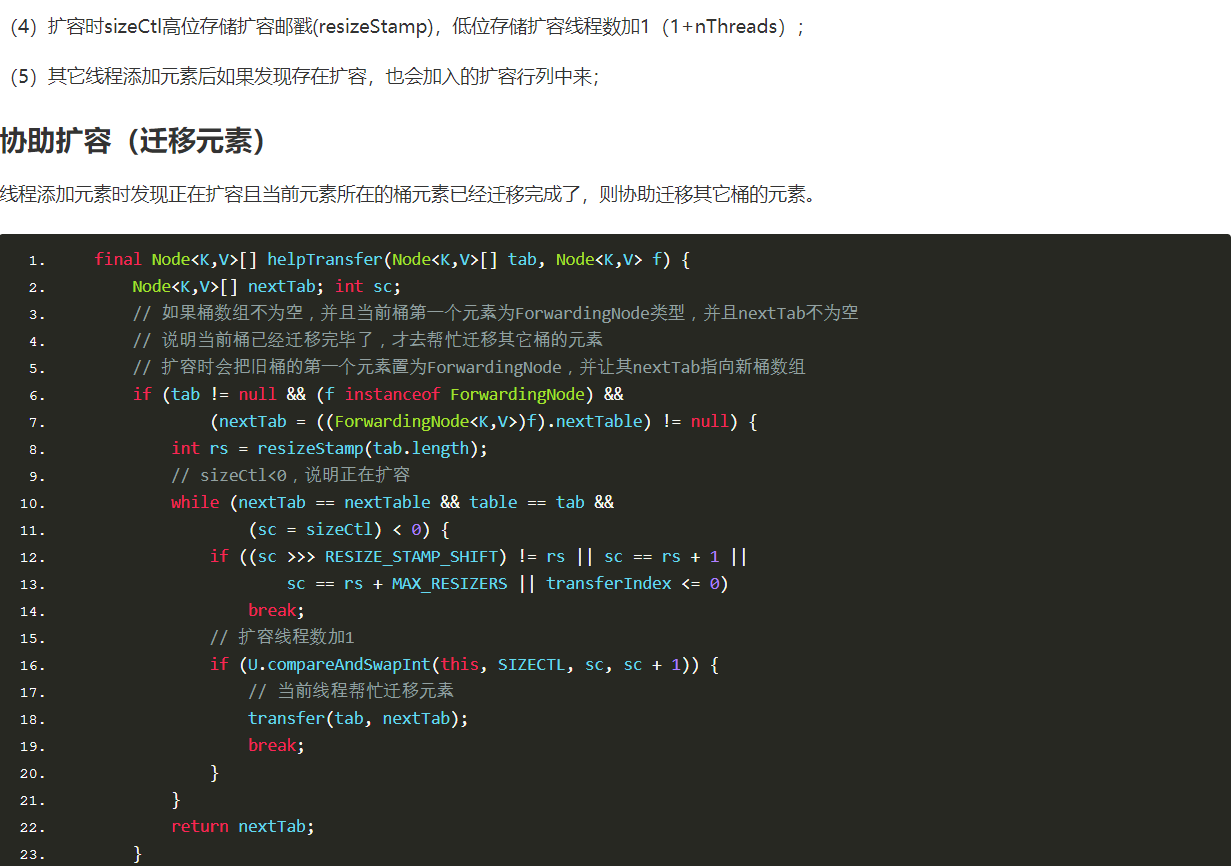 （4）扩容时sizeCtl高位存储扩容邮戳(resizeStamp)，低位存储扩容线程数加1（1+nThreads）；
（5）其它线程添加元素后如果发现存在扩容，也会加入的扩容行列中来；
协助扩容（迁移元素）
线程添加元素时发现正在扩容且当前元素所在的桶元素已经迁移完成了，则协助迁移其它桶的元素。
1. final Node<K,V>[] helpTransfer(Node<K,V>[] tab, Node<K,V> f) {
2. Node<K,V>[] nextTab; int sc;
3. // 如果桶数组不为空，并且当前桶第一个元素为ForwardingNode类型，并且nextTab不为空
4. // 说明当前桶已经迁移完毕了，才去帮忙迁移其它桶的元素
5. // 扩容时会把旧桶的第一个元素置为ForwardingNode，并让其nextTab指向新桶数组
6. if (tab != null && (f instanceof ForwardingNode) &&
7. (nextTab = ((ForwardingNode<K,V>)f).nextTable) != null) {
8. int rs = resizeStamp(tab.length);
9. // sizeCtl<0，说明正在扩容
10. while (nextTab == nextTable && table == tab &&
11. (sc = sizeCtl) < 0) {
12. if ((sc >>> RESIZE_STAMP_SHIFT) != rs || sc == rs + 1 ||
13. sc == rs + MAX_RESIZERS || transferIndex <= 0)
14. break;
15. // 扩容线程数加1
16. if (U.compareAndSwapInt(this, SIZECTL, sc, sc + 1)) {
17. // 当前线程帮忙迁移元素
18. transfer(tab, nextTab);
19. break;
20. }
21. }
22. return nextTab;
23. }